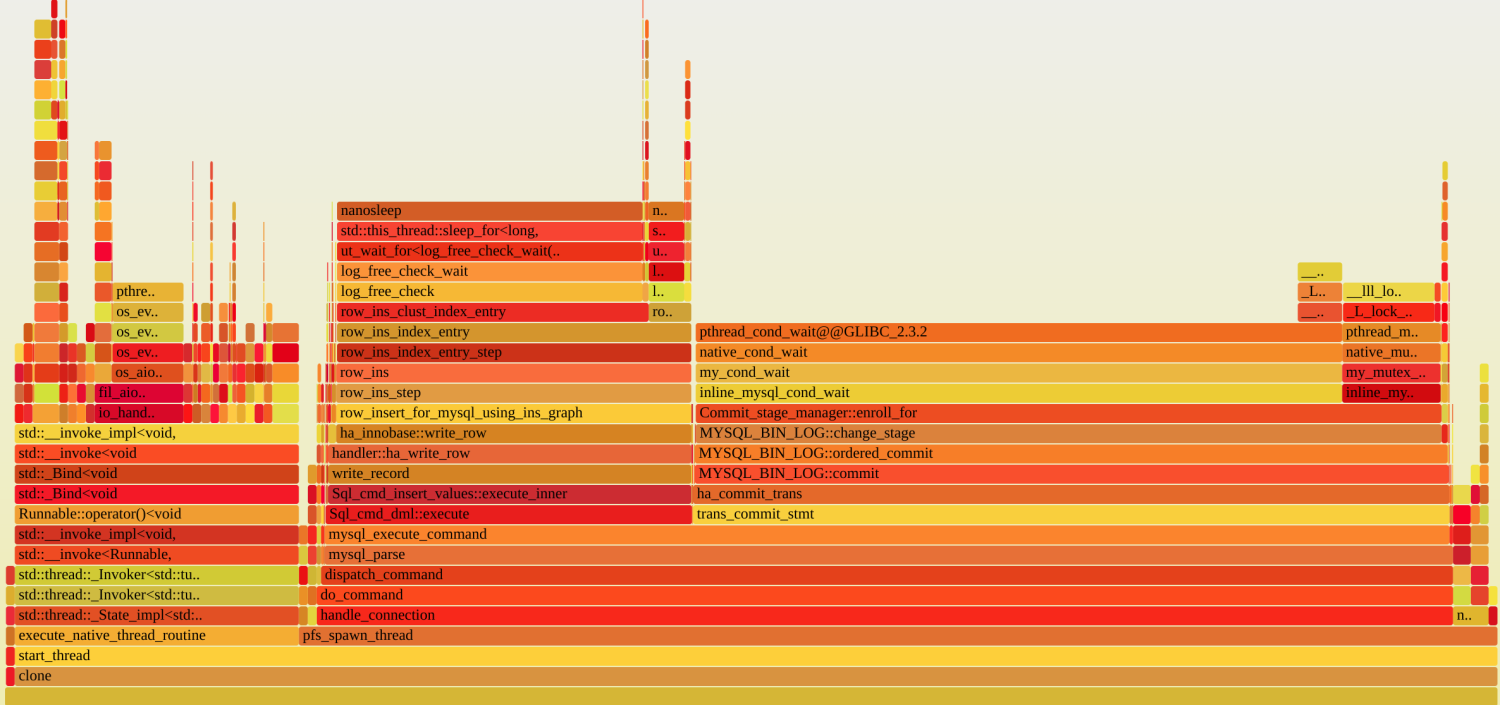 nanosleep
n..
std::this_thread::sleep_for<long,
s..
ut_wait_for<log_free_check_wait(..
u..
log_free_check_wait
l..
__..
pthre..
log_free_check
l..
_L..
__lll_lo..
os_ev..
row_ins_clust_index_entry
ro..
__..
_L_lock_..
os_ev..
row_ins_index_entry
pthread_cond_wait@@GLIBC_2.3.2
pthread_m..
os_ev..
row_ins_index_entry_step
native_cond_wait
native_mu..
os_aio..
row_ins
my_cond_wait
my_mutex_..
fil_aio..
row_ins_step
inline_mysql_cond_wait
inline_my..
io_hand..
row_insert_for_mysql_using_ins_graph
Commit_stage_manager::enroll_for
std::__invoke_impl<void,
ha_innobase::write_row
MYSQL_BIN_LOG::change_stage
std::__invoke<void
handler::ha_write_row
MYSQL_BIN_LOG::ordered_commit
std::_Bind<void
write_record
MYSQL_BIN_LOG::commit
std::_Bind<void
Sql_cmd_insert_values::execute_inner
ha_commit_trans
Runnable::operator()<void
Sql_cmd_dml::execute
trans_commit_stmt
std::__invoke_impl<void,
mysql_execute_command
std::__invoke<Runnable,
mysql_parse
std::thread::_Invoker<std::tu..
dispatch_command
std::thread::_Invoker<std::tu..
do_command
std::thread::_State_impl<std:..
handle_connection
n..
execute_native_thread_routine
pfs_spawn_thread
start_thread
clone